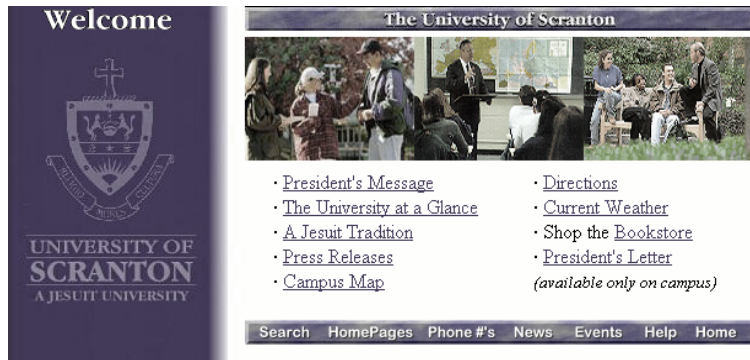 Welcome
UNIVERSITY OF
SCRANTON
A JESUIT UNIVERSITY
The University of Scranton
· President's Message
· The University at a Glance
· A Jesuit Tradition
· Press Releases
· Campus Map
· Directions
· Current Weather
· Shop the Bookstore
· President's Letter
(available only on campus)
Search HomePages Phone #'s News Events Help Home